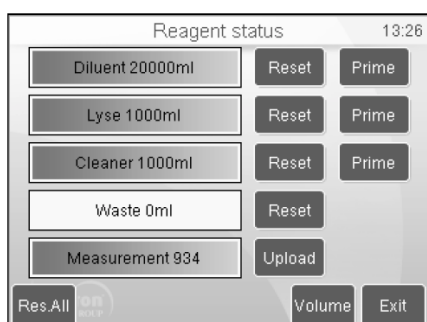 Reagent status 13:26
Diluent 20000ml Reset Prime
Lyse 1000ml Reset Prime
Cleaner 1000ml Reset Prime
Waste 0ml Reset
Measurement 934 Upload
Res.All Volume Exit